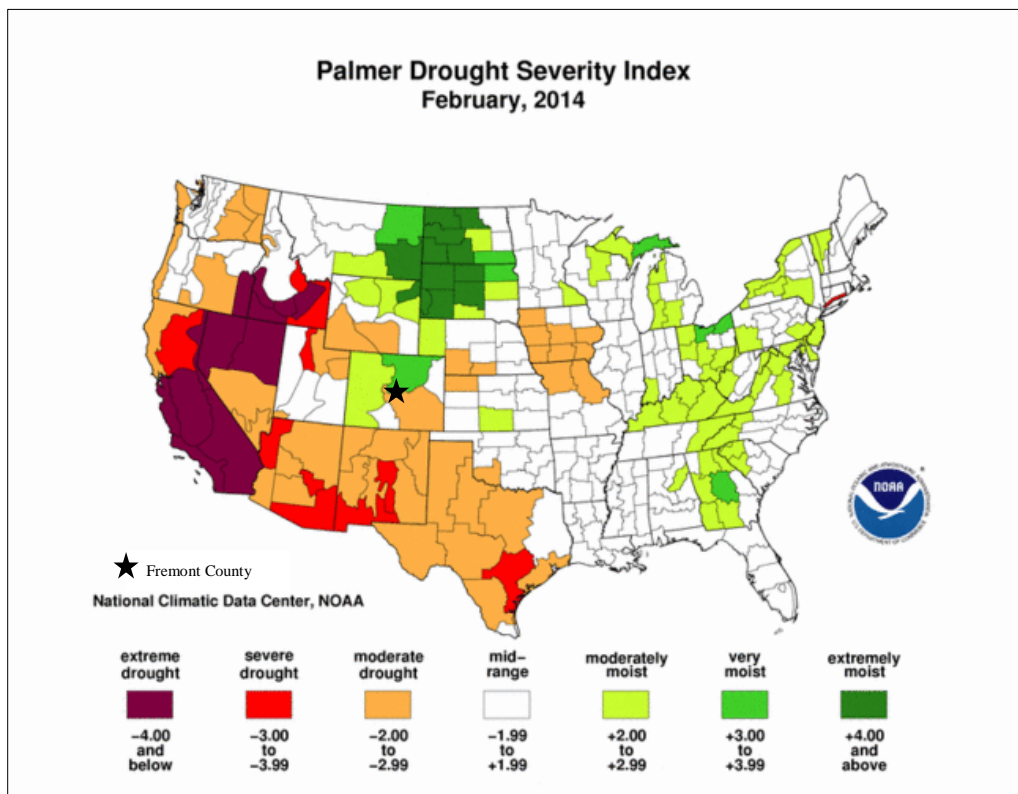 Palmer Drought Severity Index
February, 2014
NOAA
Fremont County
National Climatic Data Center, NOAA
extreme drought
severe drought
moderate drought
mid-range
moderately moist
very moist
extremely moist
−4.00 and below
−3.00 to −3.99
−2.00 to −2.99
−1.99 to +1.99
+2.00 to +2.99
+3.00 to +3.99
+4.00 and above